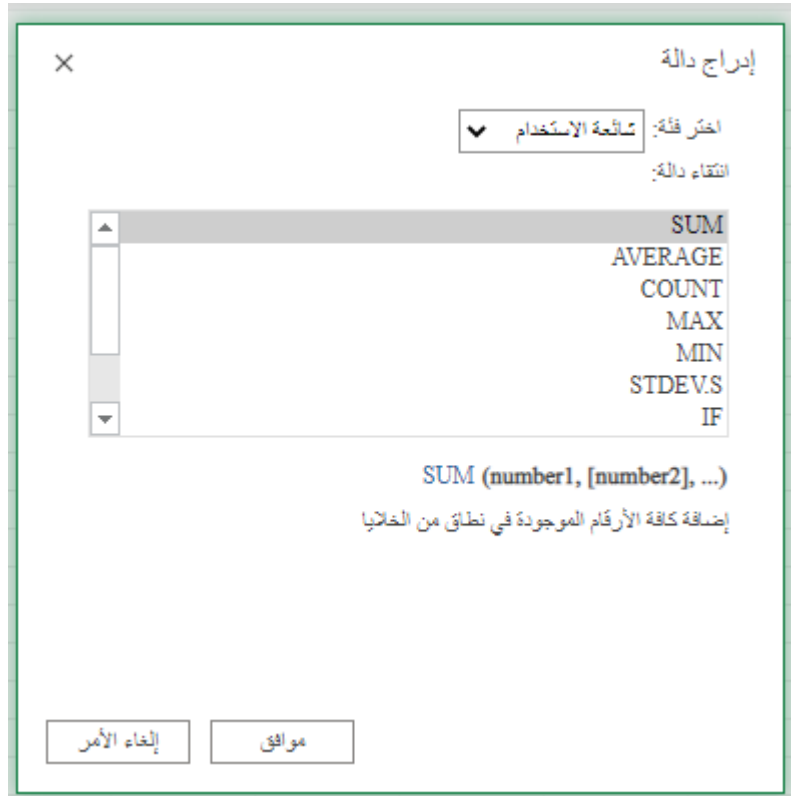 إدراج دالة
اختر فئة: شائعة الاستخدام
انتقاء دالة:
SUM
AVERAGE
COUNT
MAX
MIN
STDEV.S
IF
SUM (number1, [number2], ...)
إضافة كافة الأرقام الموجودة في نطاق من الخلايا
موافق
إلغاء الأمر